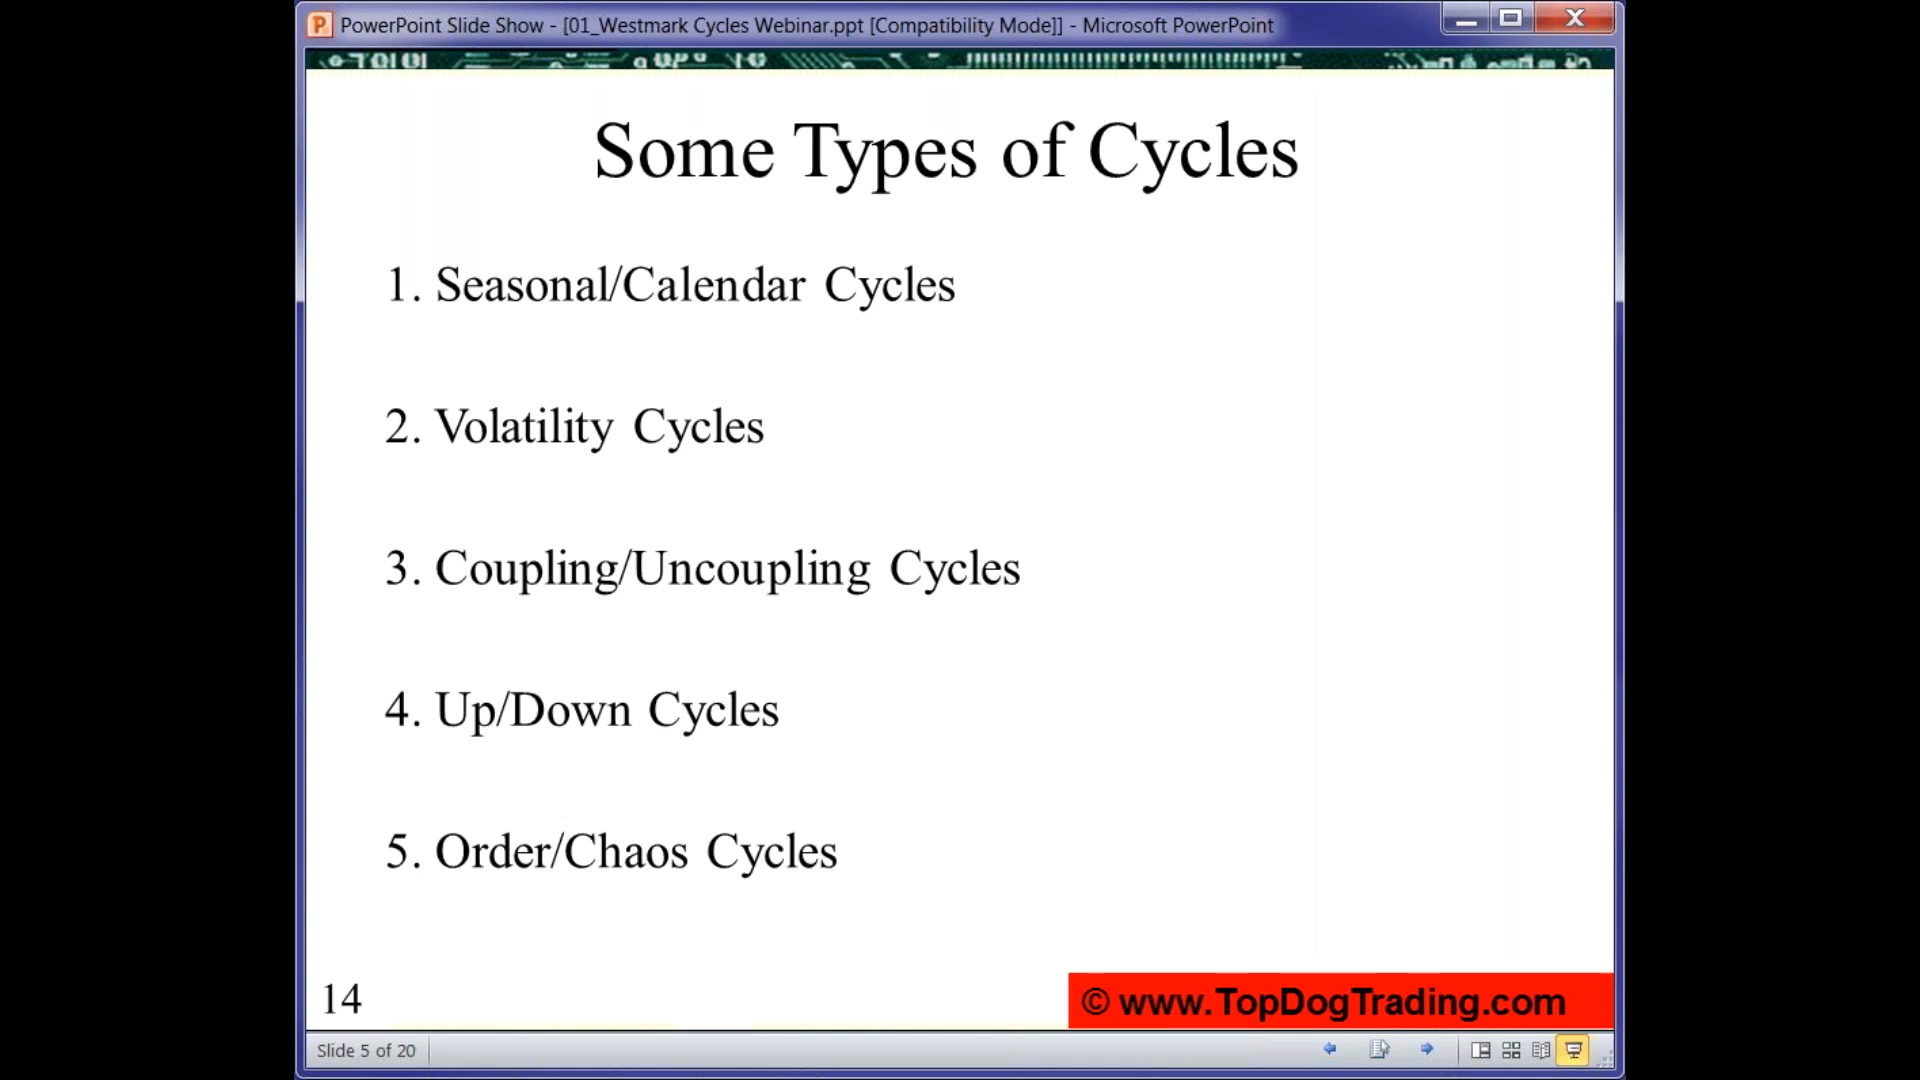 PowerPoint Slide Show - [01_Westmark Cycles Webinar.ppt [Compatibility Mode]] - Microsoft PowerPoint
Some Types of Cycles
1. Seasonal/Calendar Cycles
2. Volatility Cycles
3. Coupling/Uncoupling Cycles
4. Up/Down Cycles
5. Order/Chaos Cycles
14
© www.TopDogTrading.com
Slide 5 of 20